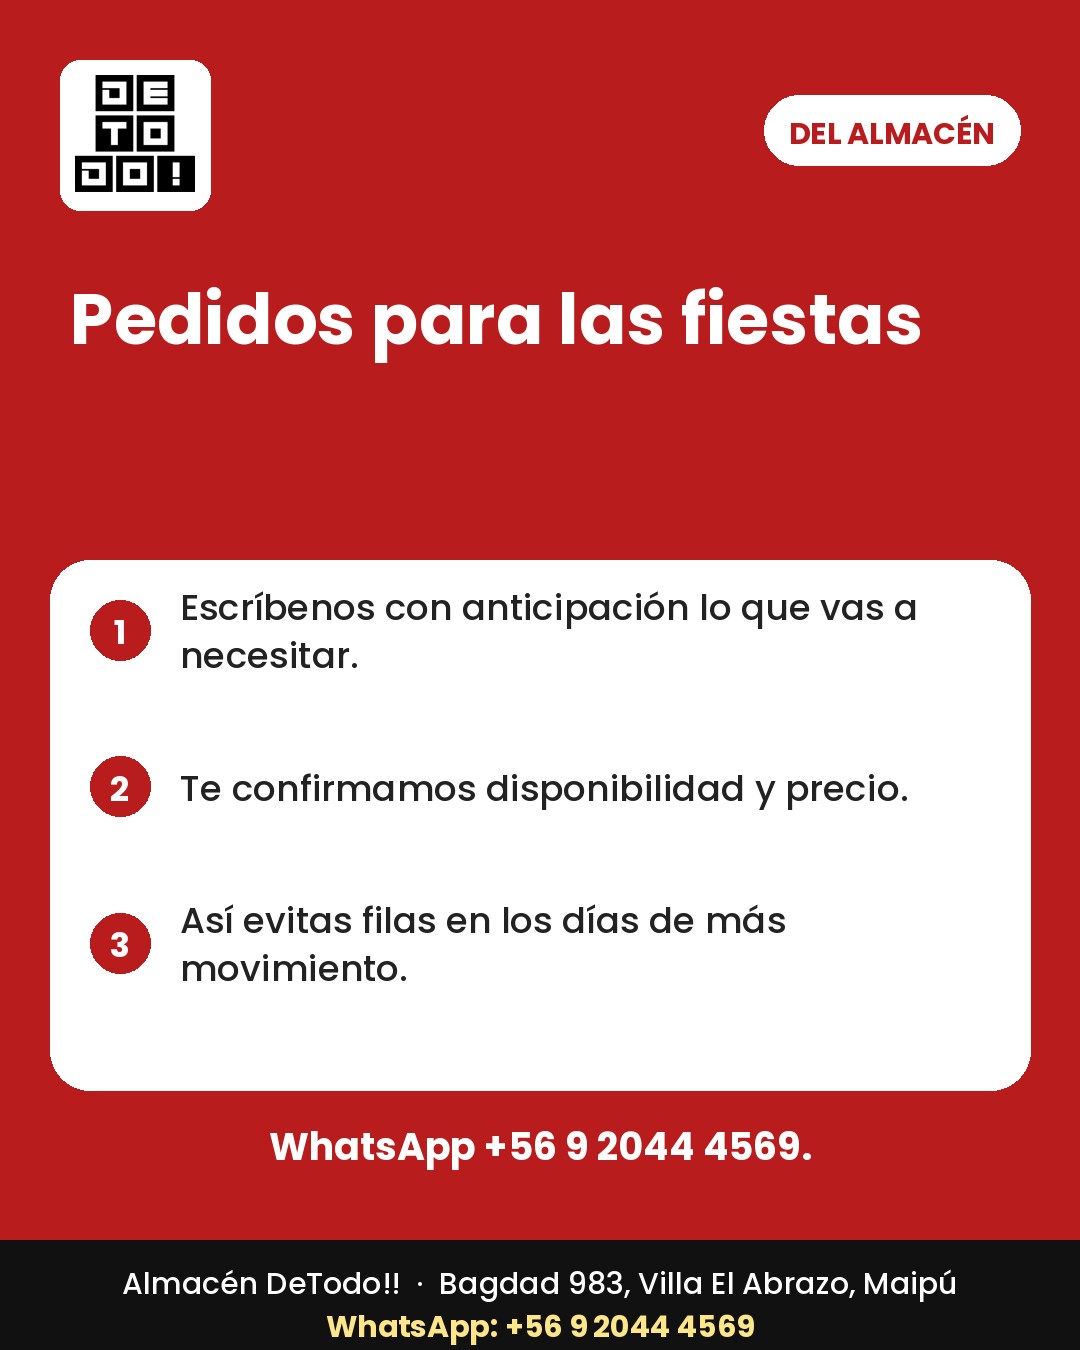 DE
TO
DO!
DEL ALMACÉN
Pedidos para las fiestas
1
Escríbenos con anticipación lo que vas a
necesitar.
2
Te confirmamos disponibilidad y precio.
3
Así evitas filas en los días de más
movimiento.
WhatsApp +56 9 2044 4569.
Almacén DeTodo!! · Bagdad 983, Villa El Abrazo, Maipú
WhatsApp: +56 9 2044 4569